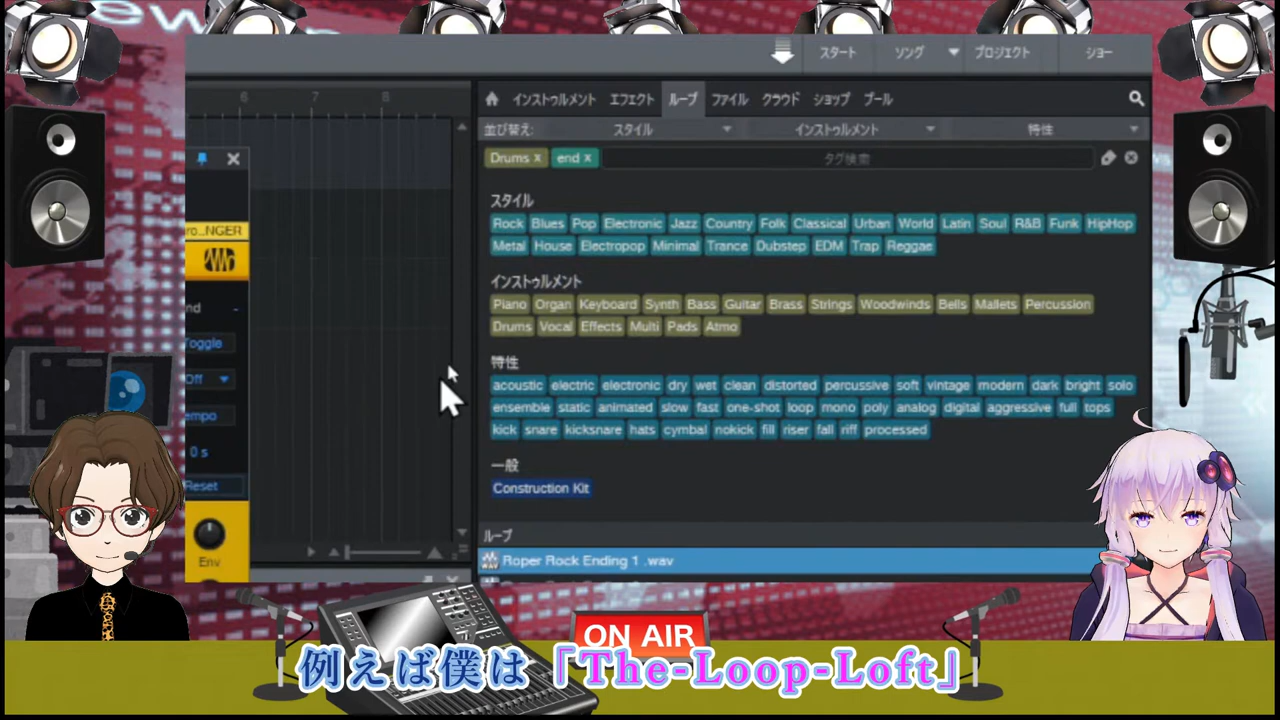 ew
スタート ソング プロジェクト ショー
6 7 8
インストゥルメント エフェクト ループ ファイル クラウド ショップ プール
並び替え: スタイル インストゥルメント 特性
Drums x end x タグ検索
スタイル
Rock Blues Pop Electronic Jazz Country Folk Classical Urban World Latin Soul R&B Funk HipHop
Metal House Electropop Minimal Trance Dubstep EDM Trap Reggae
インストゥルメント
Piano Organ Keyboard Synth Bass Guitar Brass Strings Woodwinds Bells Mallets Percussion
Drums Vocal Effects Multi Pads Atmo
特性
acoustic electric electronic dry wet clean distorted percussive soft vintage modern dark bright solo
ensemble static animated slow fast one-shot loop mono poly analog digital aggressive full tops
kick snare kicksnare hats cymbal nokick fill riser fall riff processed
一般
Construction Kit
ループ
Roper Rock Ending 1 .wav
ro..NGER
nd -
Toggle
Off
empo
0 s
Reset
Env
ON AIR
例えば僕は「The-Loop-Loft」